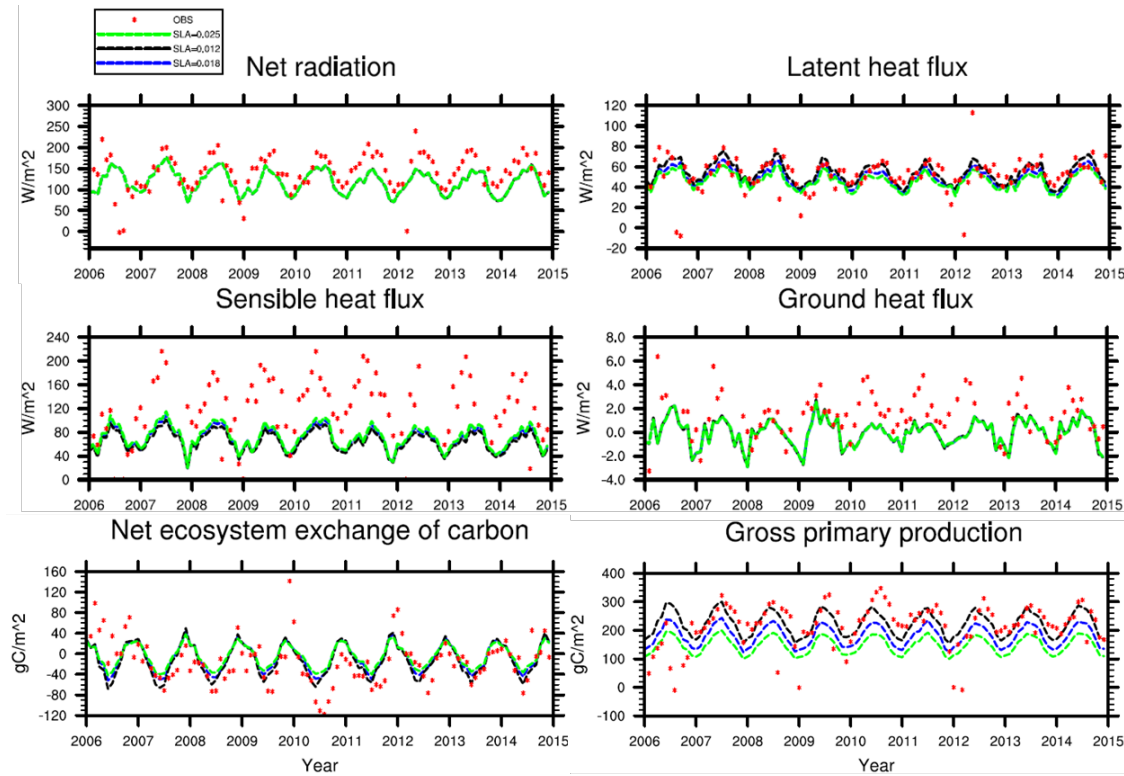 OBS
SLA=0.025
SLA=0.012
SLA=0.018
Net radiation
Latent heat flux
300
250
200
150
100
50
0
W/m^2
2006 2007 2008 2009 2010 2011 2012 2013 2014 2015
120
100
80
60
40
20
0
-20
W/m^2
2006 2007 2008 2009 2010 2011 2012 2013 2014 2015
Sensible heat flux
Ground heat flux
240
200
160
120
80
40
0
W/m^2
2006 2007 2008 2009 2010 2011 2012 2013 2014 2015
8.0
6.0
4.0
2.0
0.0
-2.0
-4.0
W/m^2
2006 2007 2008 2009 2010 2011 2012 2013 2014 2015
Net ecosystem exchange of carbon
Gross primary production
160
120
80
40
0
-40
-80
-120
gC/m^2
2006 2007 2008 2009 2010 2011 2012 2013 2014 2015
Year
400
300
200
100
0
-100
gC/m^2
2006 2007 2008 2009 2010 2011 2012 2013 2014 2015
Year